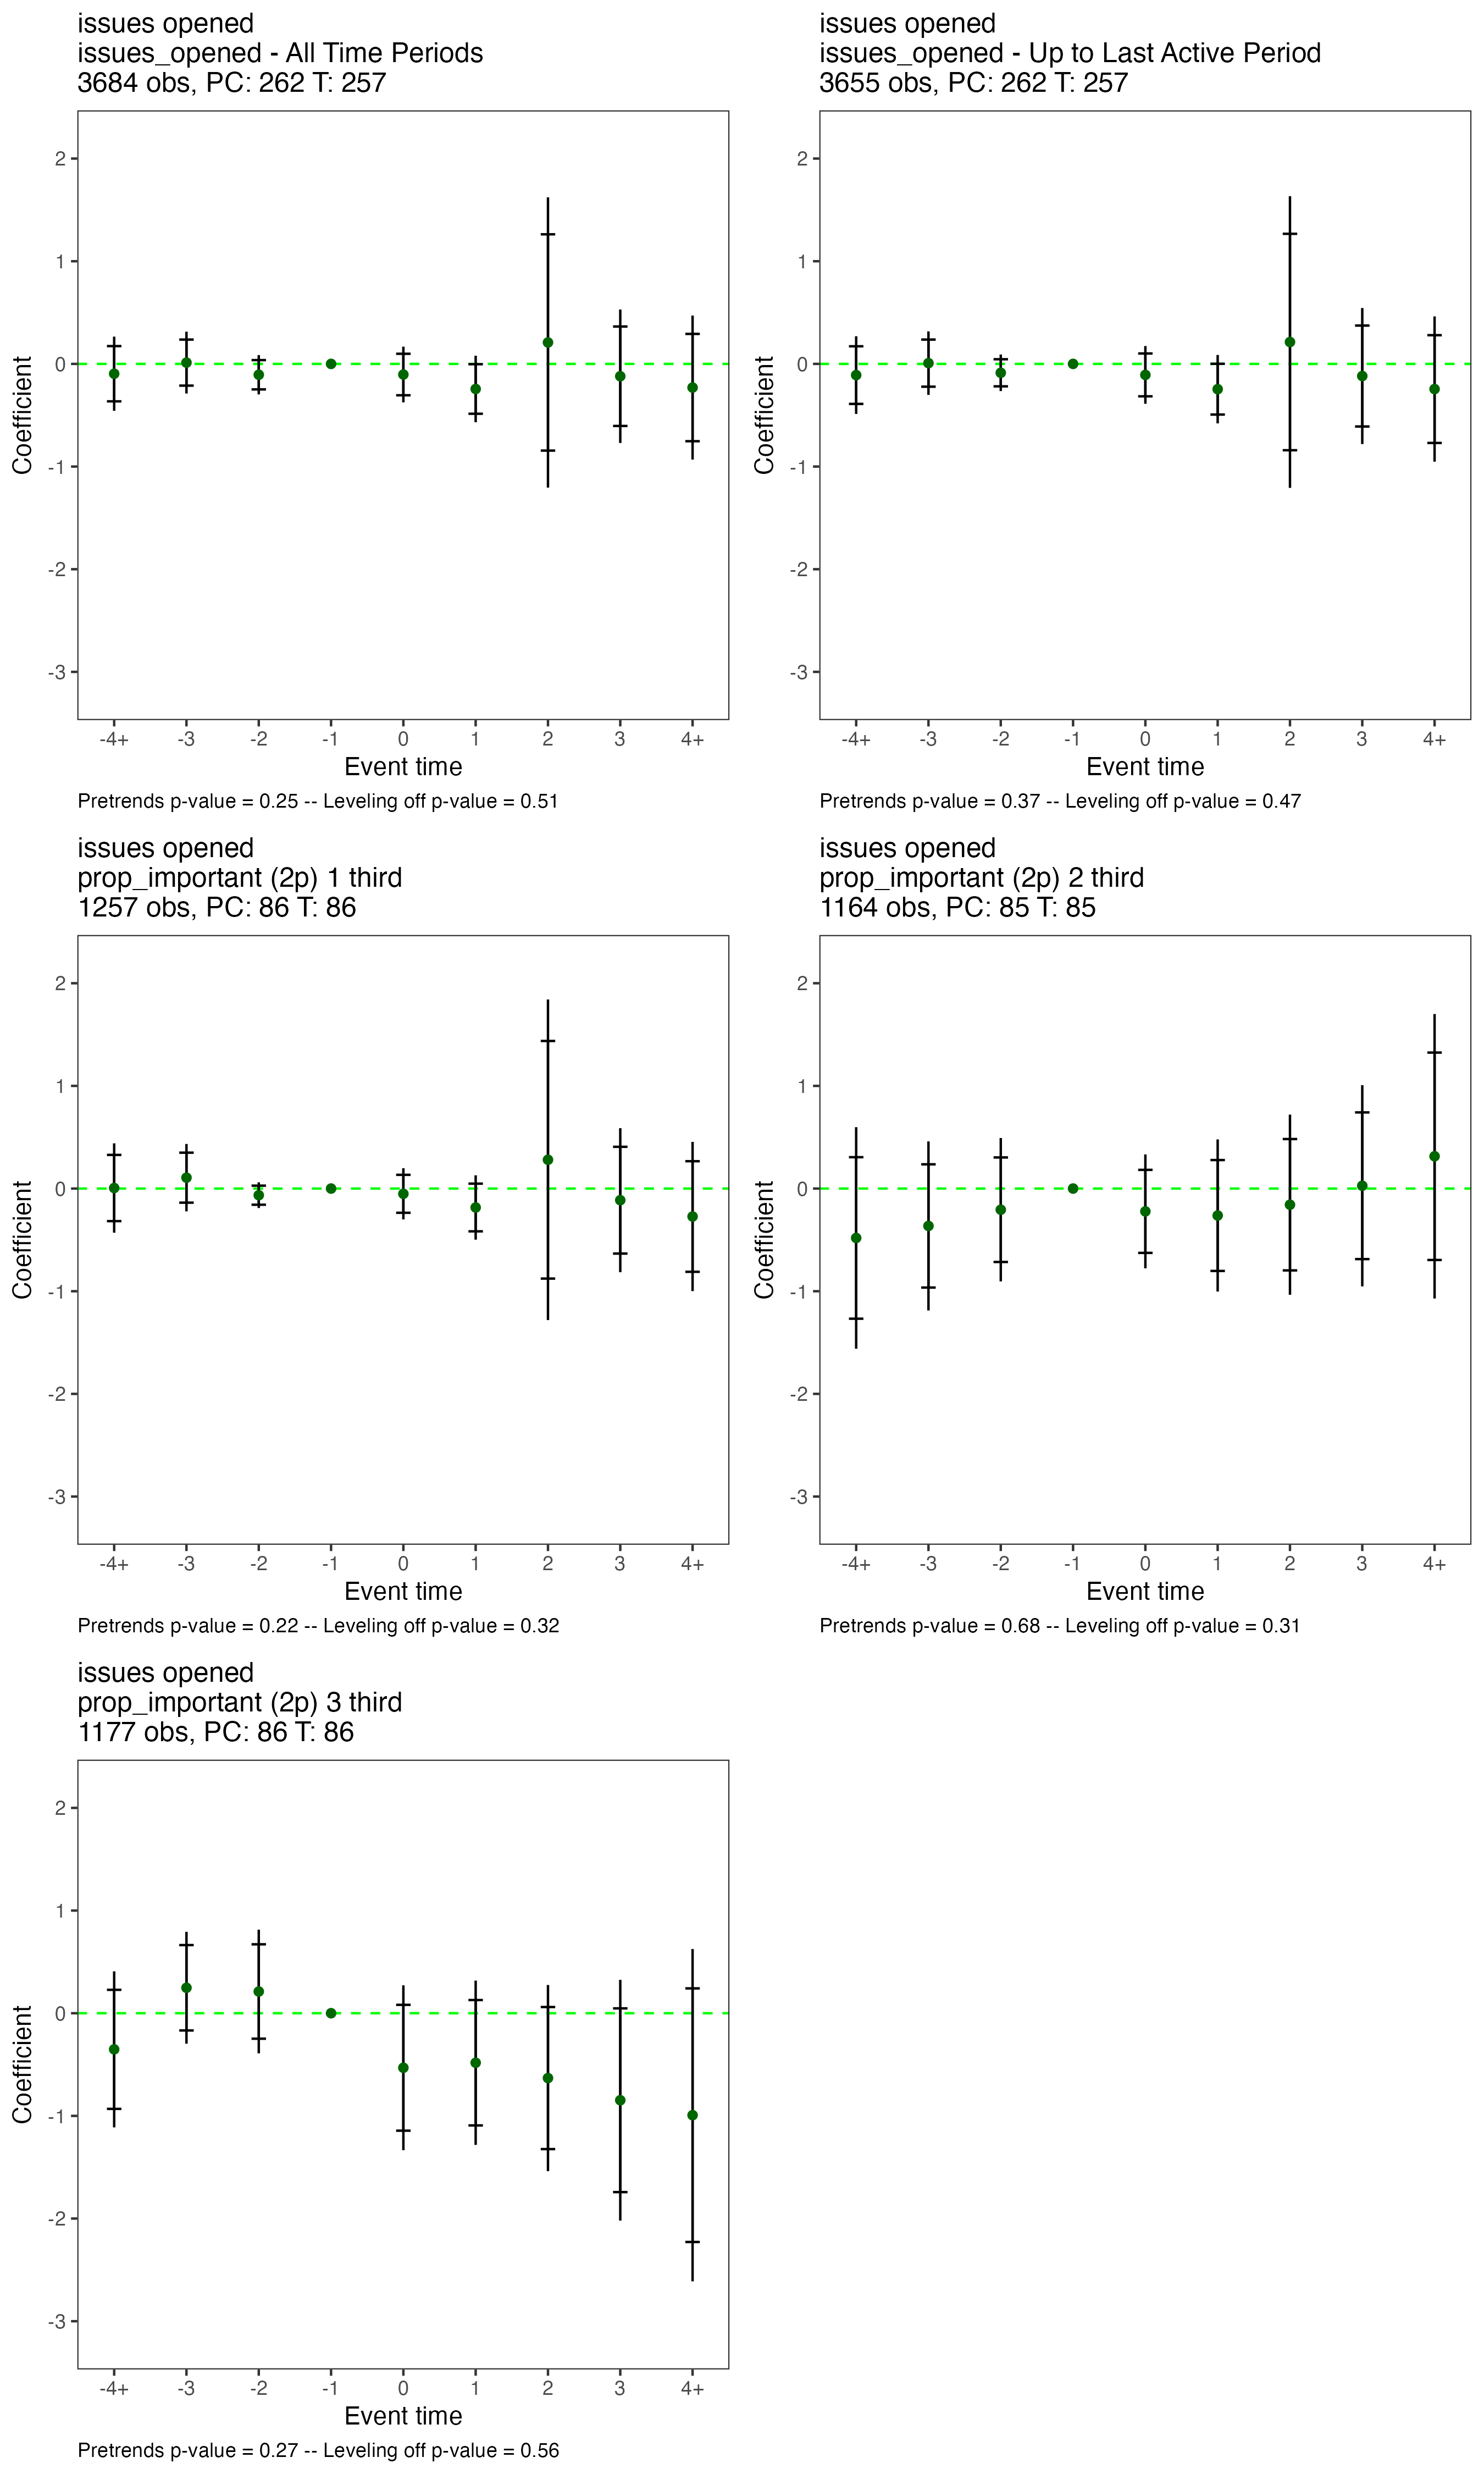 issues opened
issues_opened - All Time Periods
3684 obs, PC: 262 T: 257
Coefficient
2
1
0
-1
-2
-3
-4+ -3 -2 -1 0 1 2 3 4+
Event time
Pretrends p-value = 0.25 -- Leveling off p-value = 0.51
issues opened
issues_opened - Up to Last Active Period
3655 obs, PC: 262 T: 257
Coefficient
2
1
0
-1
-2
-3
-4+ -3 -2 -1 0 1 2 3 4+
Event time
Pretrends p-value = 0.37 -- Leveling off p-value = 0.47
issues opened
prop_important (2p) 1 third
1257 obs, PC: 86 T: 86
Coefficient
2
1
0
-1
-2
-3
-4+ -3 -2 -1 0 1 2 3 4+
Event time
Pretrends p-value = 0.22 -- Leveling off p-value = 0.32
issues opened
prop_important (2p) 2 third
1164 obs, PC: 85 T: 85
Coefficient
2
1
0
-1
-2
-3
-4+ -3 -2 -1 0 1 2 3 4+
Event time
Pretrends p-value = 0.68 -- Leveling off p-value = 0.31
issues opened
prop_important (2p) 3 third
1177 obs, PC: 86 T: 86
Coefficient
2
1
0
-1
-2
-3
-4+ -3 -2 -1 0 1 2 3 4+
Event time
Pretrends p-value = 0.27 -- Leveling off p-value = 0.56